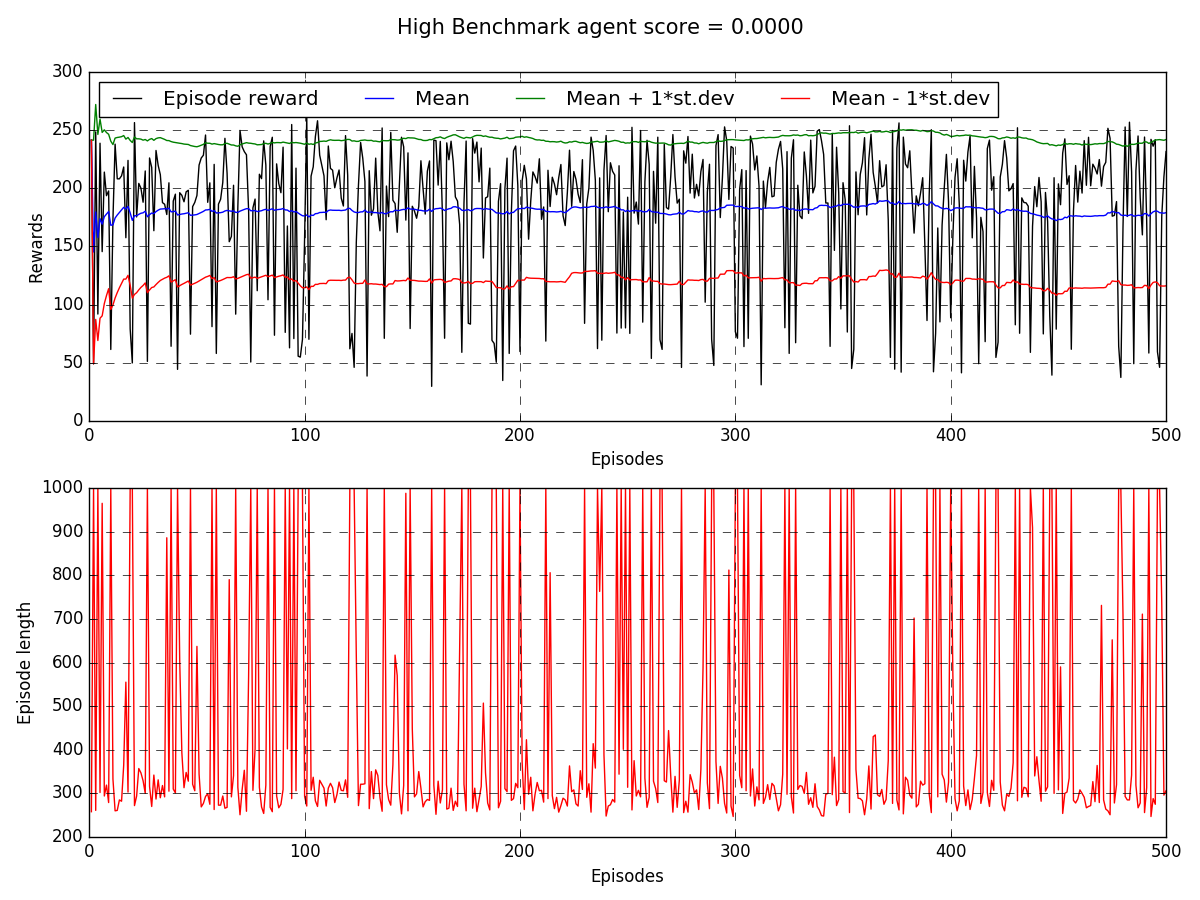 High Benchmark agent score = 0.0000
300
250
200
150
100
50
0
Rewards
Episode reward Mean Mean + 1*st.dev Mean - 1*st.dev
0 100 200 300 400 500
Episodes
1000
900
800
700
600
500
400
300
200
Episode length
0 100 200 300 400 500
Episodes